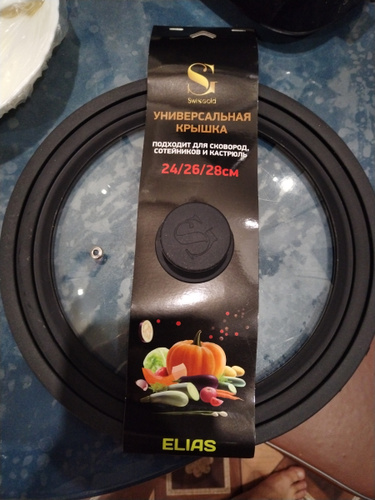 SG
Swissgold
УНИВЕРСАЛЬНАЯ
КРЫШКА
ПОДХОДИТ ДЛЯ СКОВОРОД,
СОТЕЙНИКОВ И КАСТРЮЛЬ
24/26/28см
ELIAS